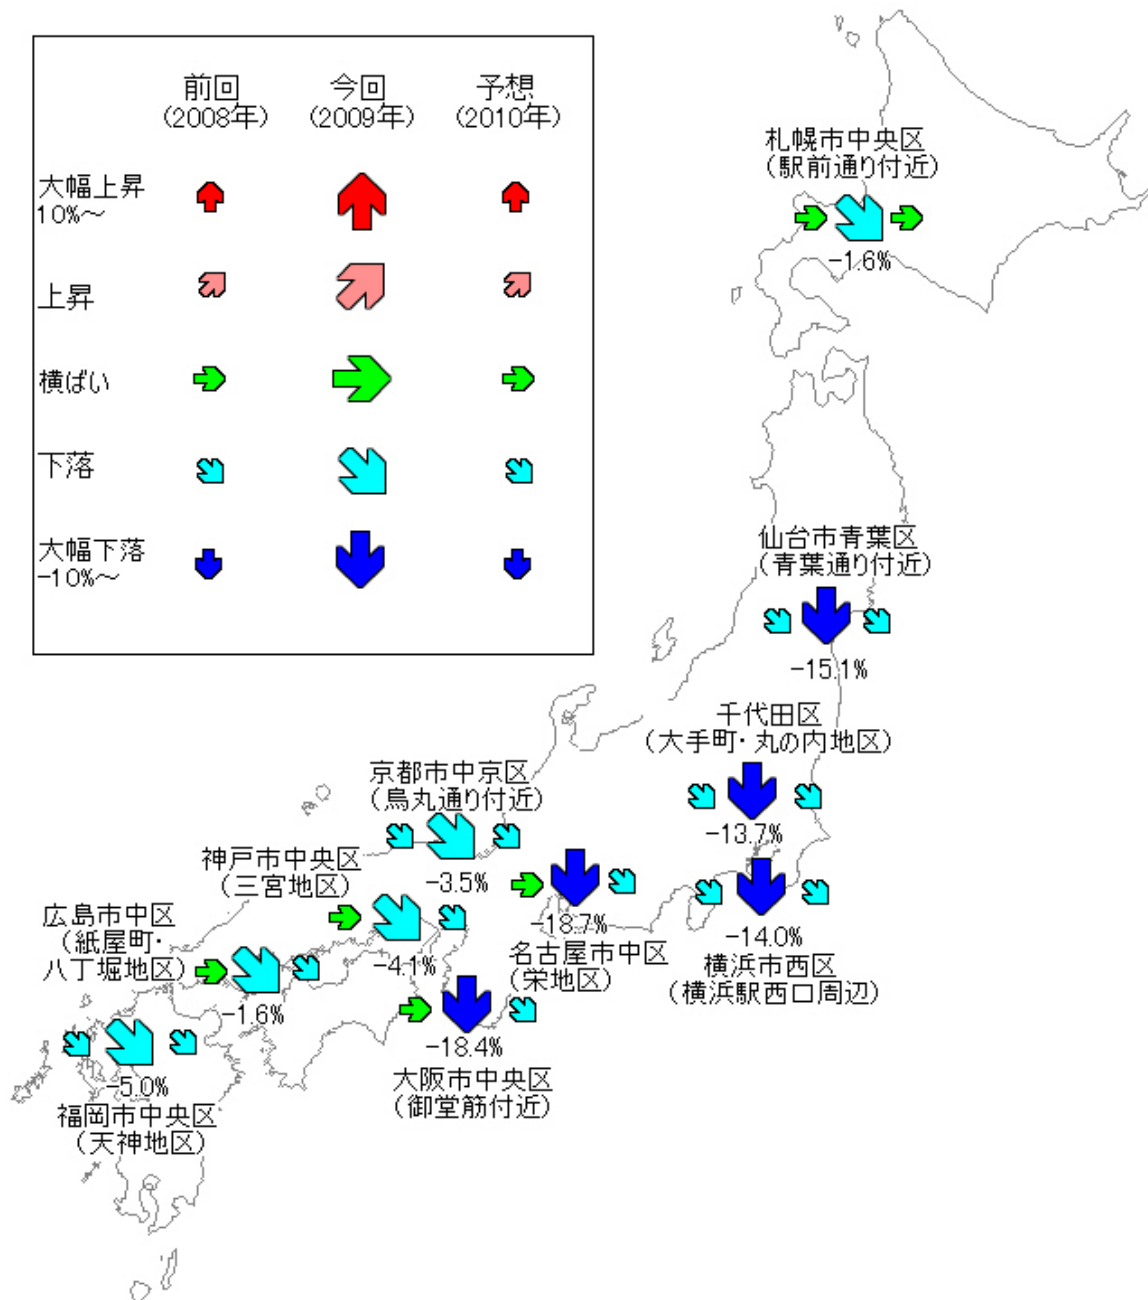 前回
(2008年)
今回
(2009年)
予想
(2010年)
大幅上昇
10%～
上昇
横ばい
下落
大幅下落
-10%～
札幌市中央区
（駅前通り付近）
-1.6%
仙台市青葉区
（青葉通り付近）
-15.1%
千代田区
（大手町・丸の内地区）
-13.7%
京都市中京区
（烏丸通り付近）
-3.5%
神戸市中央区
（三宮地区）
-4.1%
広島市中区
（紙屋町・
八丁堀地区）
-1.6%
-18.7%
名古屋市中区
（栄地区）
-14.0%
横浜市西区
（横浜駅西口周辺）
-18.4%
大阪市中央区
（御堂筋付近）
-5.0%
福岡市中央区
（天神地区）